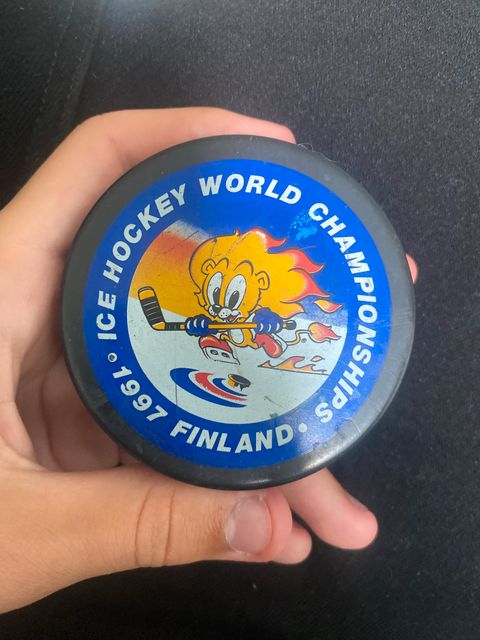 • ICE HOCKEY WORLD CHAMPIONSHIPS •
1997 FINLAND